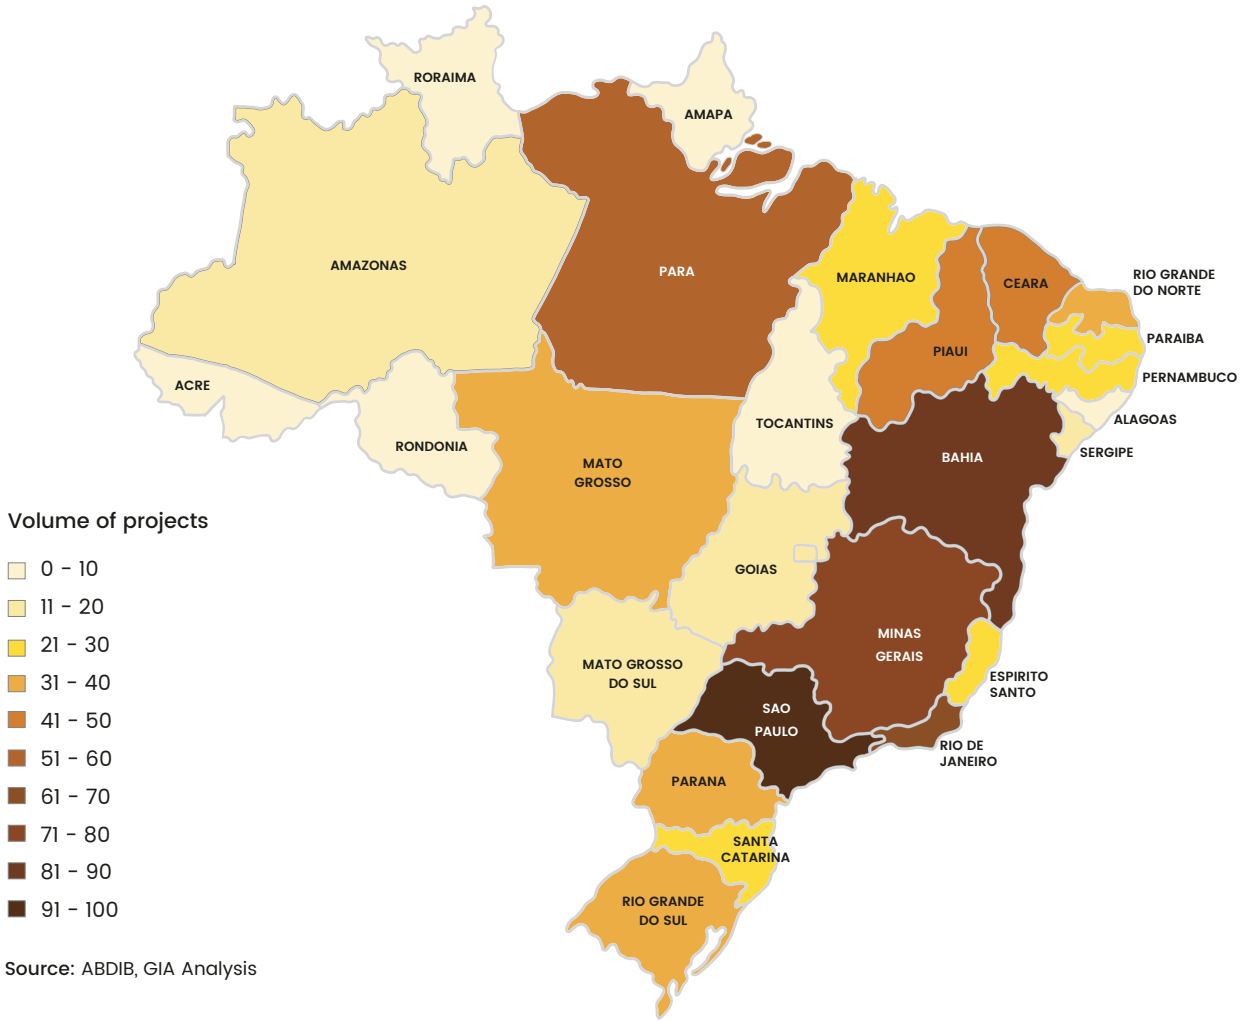 RORAIMA
AMAPA
AMAZONAS
PARA
MARANHAO
CEARA
RIO GRANDE
DO NORTE
PARAIBA
PIAUI
PERNAMBUCO
ACRE
ALAGOAS
TOCANTINS
RONDONIA
SERGIPE
BAHIA
MATO
GROSSO
Volume of projects
0 - 10
11 - 20
21 - 30
31 - 40
41 - 50
51 - 60
61 - 70
71 - 80
81 - 90
91 - 100
GOIAS
MINAS
GERAIS
MATO GROSSO
DO SUL
ESPIRITO
SANTO
SAO
PAULO
RIO DE
JANEIRO
PARANA
SANTA
CATARINA
RIO GRANDE
DO SUL
Source: ABDIB, GIA Analysis